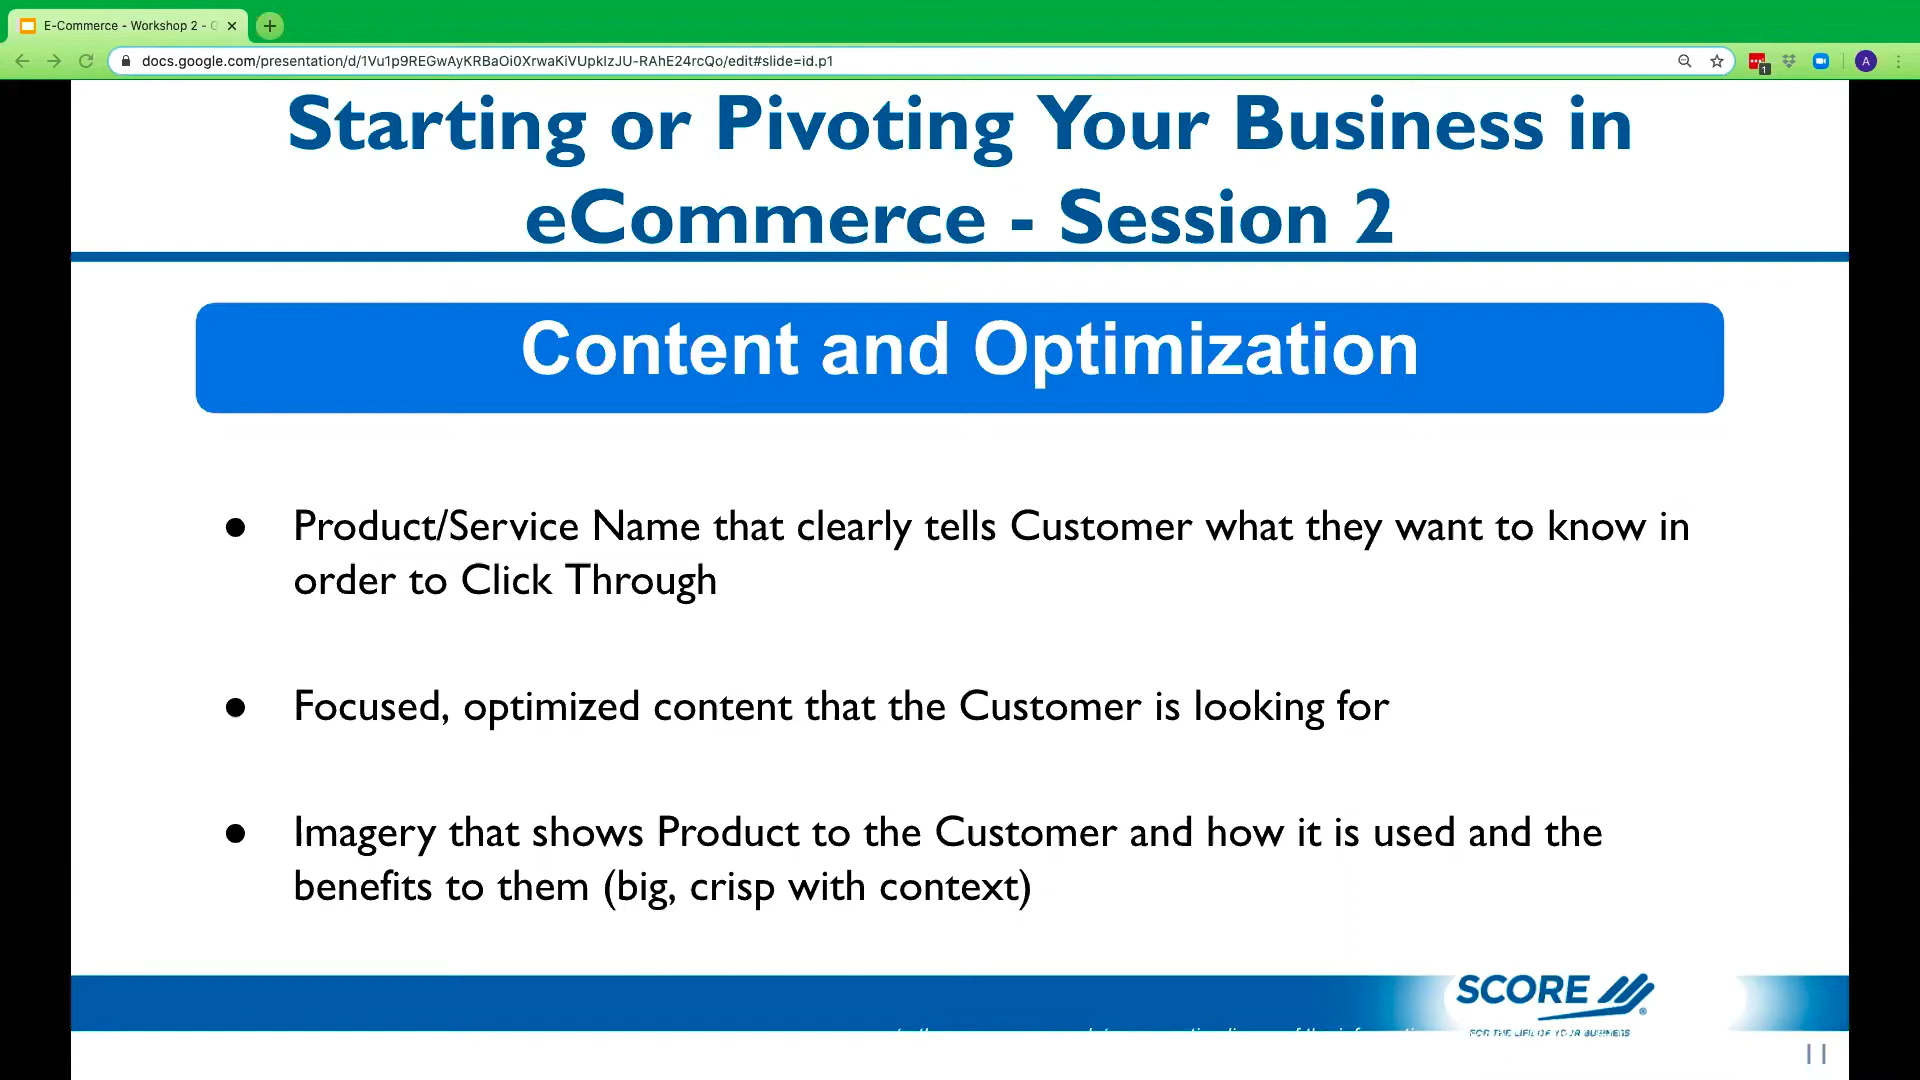 E-Commerce - Workshop 2 - G
docs.google.com/presentation/d/1Vu1p9REGwAyKRBaOi0XrwaKiVUpkIzJU-RAhE24rcQo/edit#slide=id.p1
1
A
Starting or Pivoting Your Business in
eCommerce - Session 2
Content and Optimization
● Product/Service Name that clearly tells Customer what they want to know in
order to Click Through
● Focused, optimized content that the Customer is looking for
● Imagery that shows Product to the Customer and how it is used and the
benefits to them (big, crisp with context)
SCORE
FOR THE LIFE OF YOUR BUSINESS
11